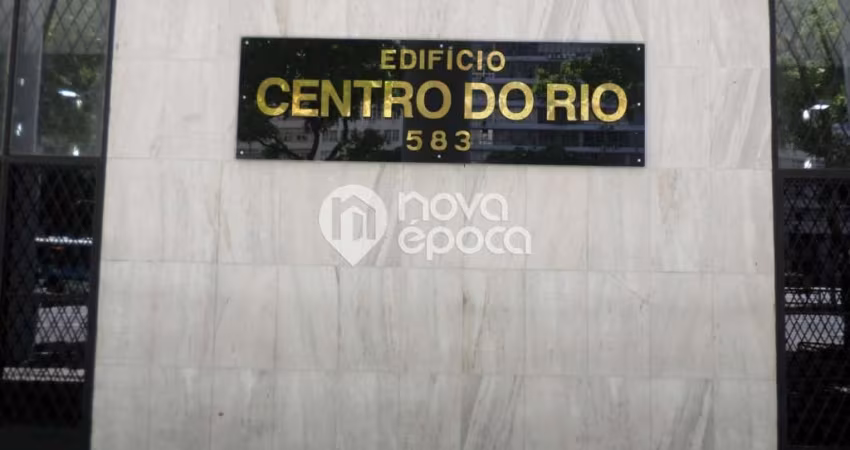 EDIFÍCIO
CENTRO DO RIO
583
nova
época